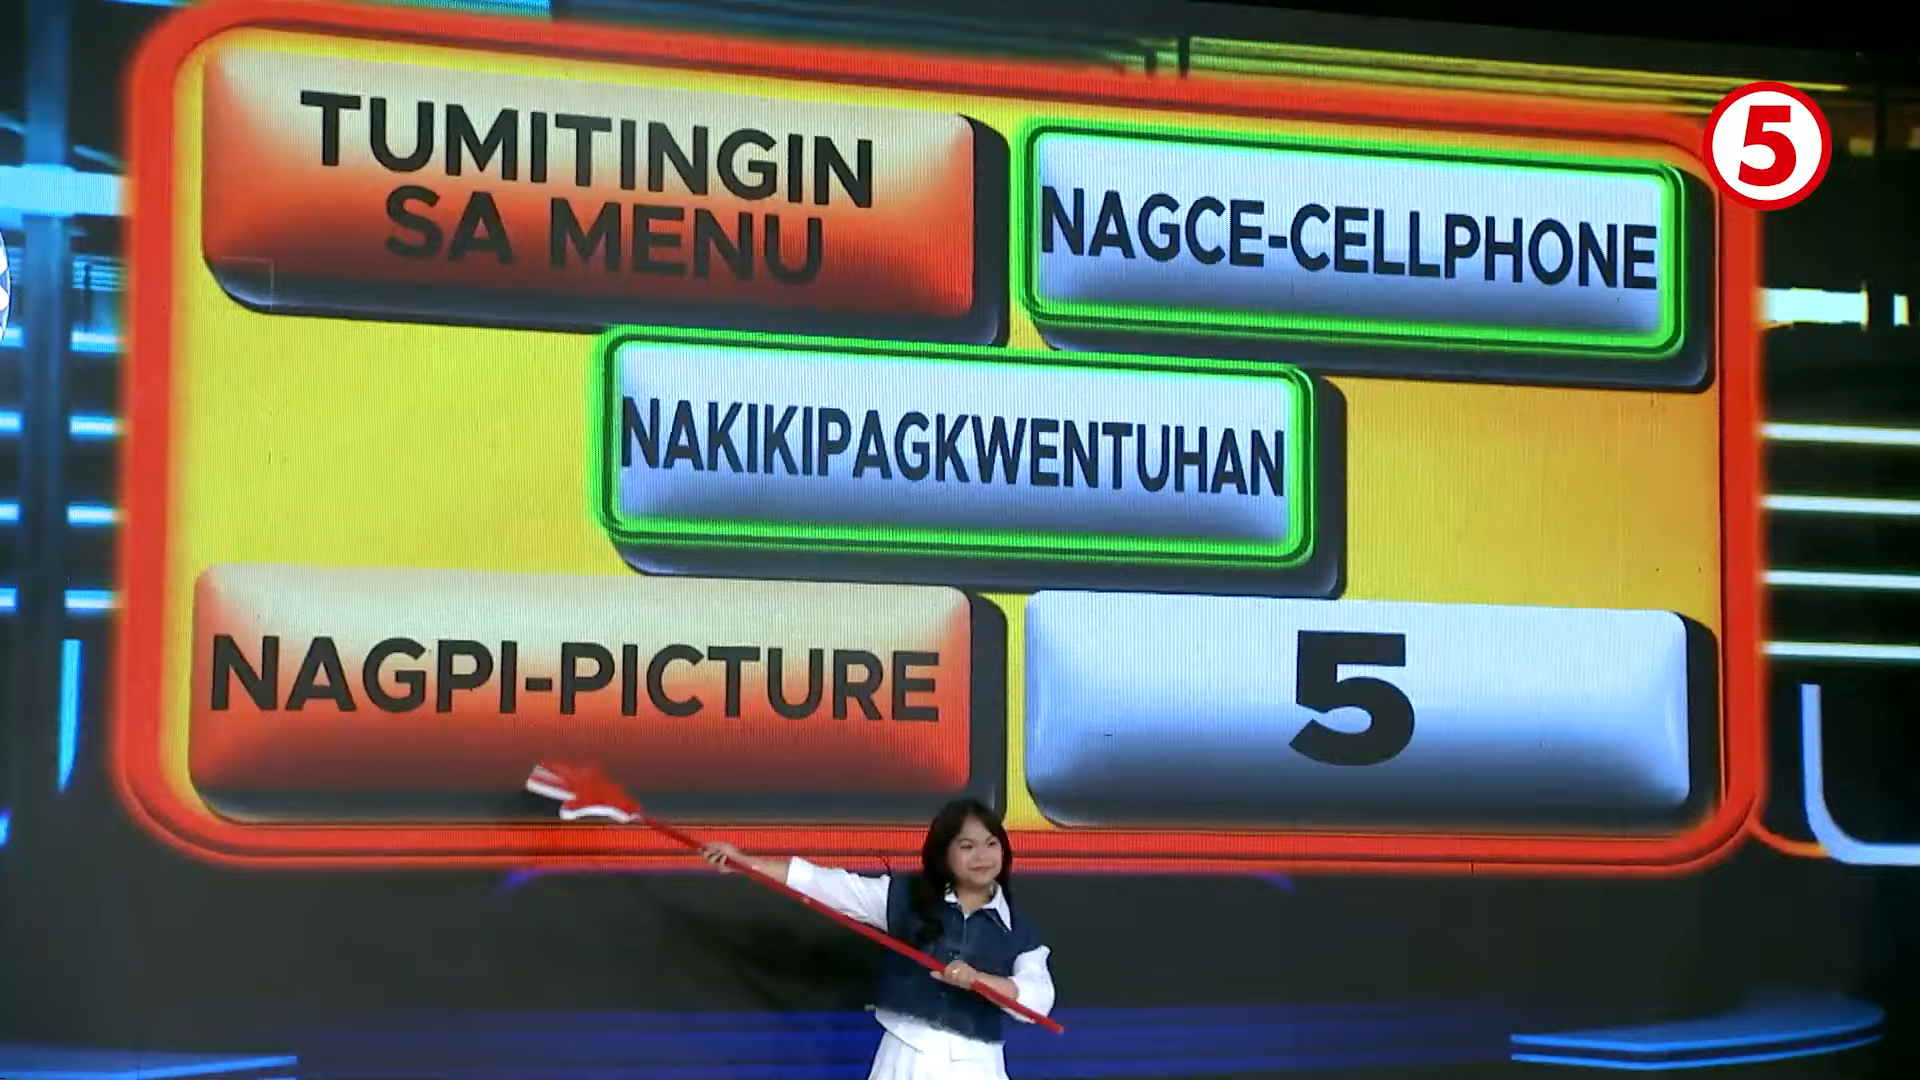 TUMITINGIN
SA MENU
NAGCE-CELLPHONE
NAKIKIPAGKWENTUHAN
NAGPI-PICTURE
5
5